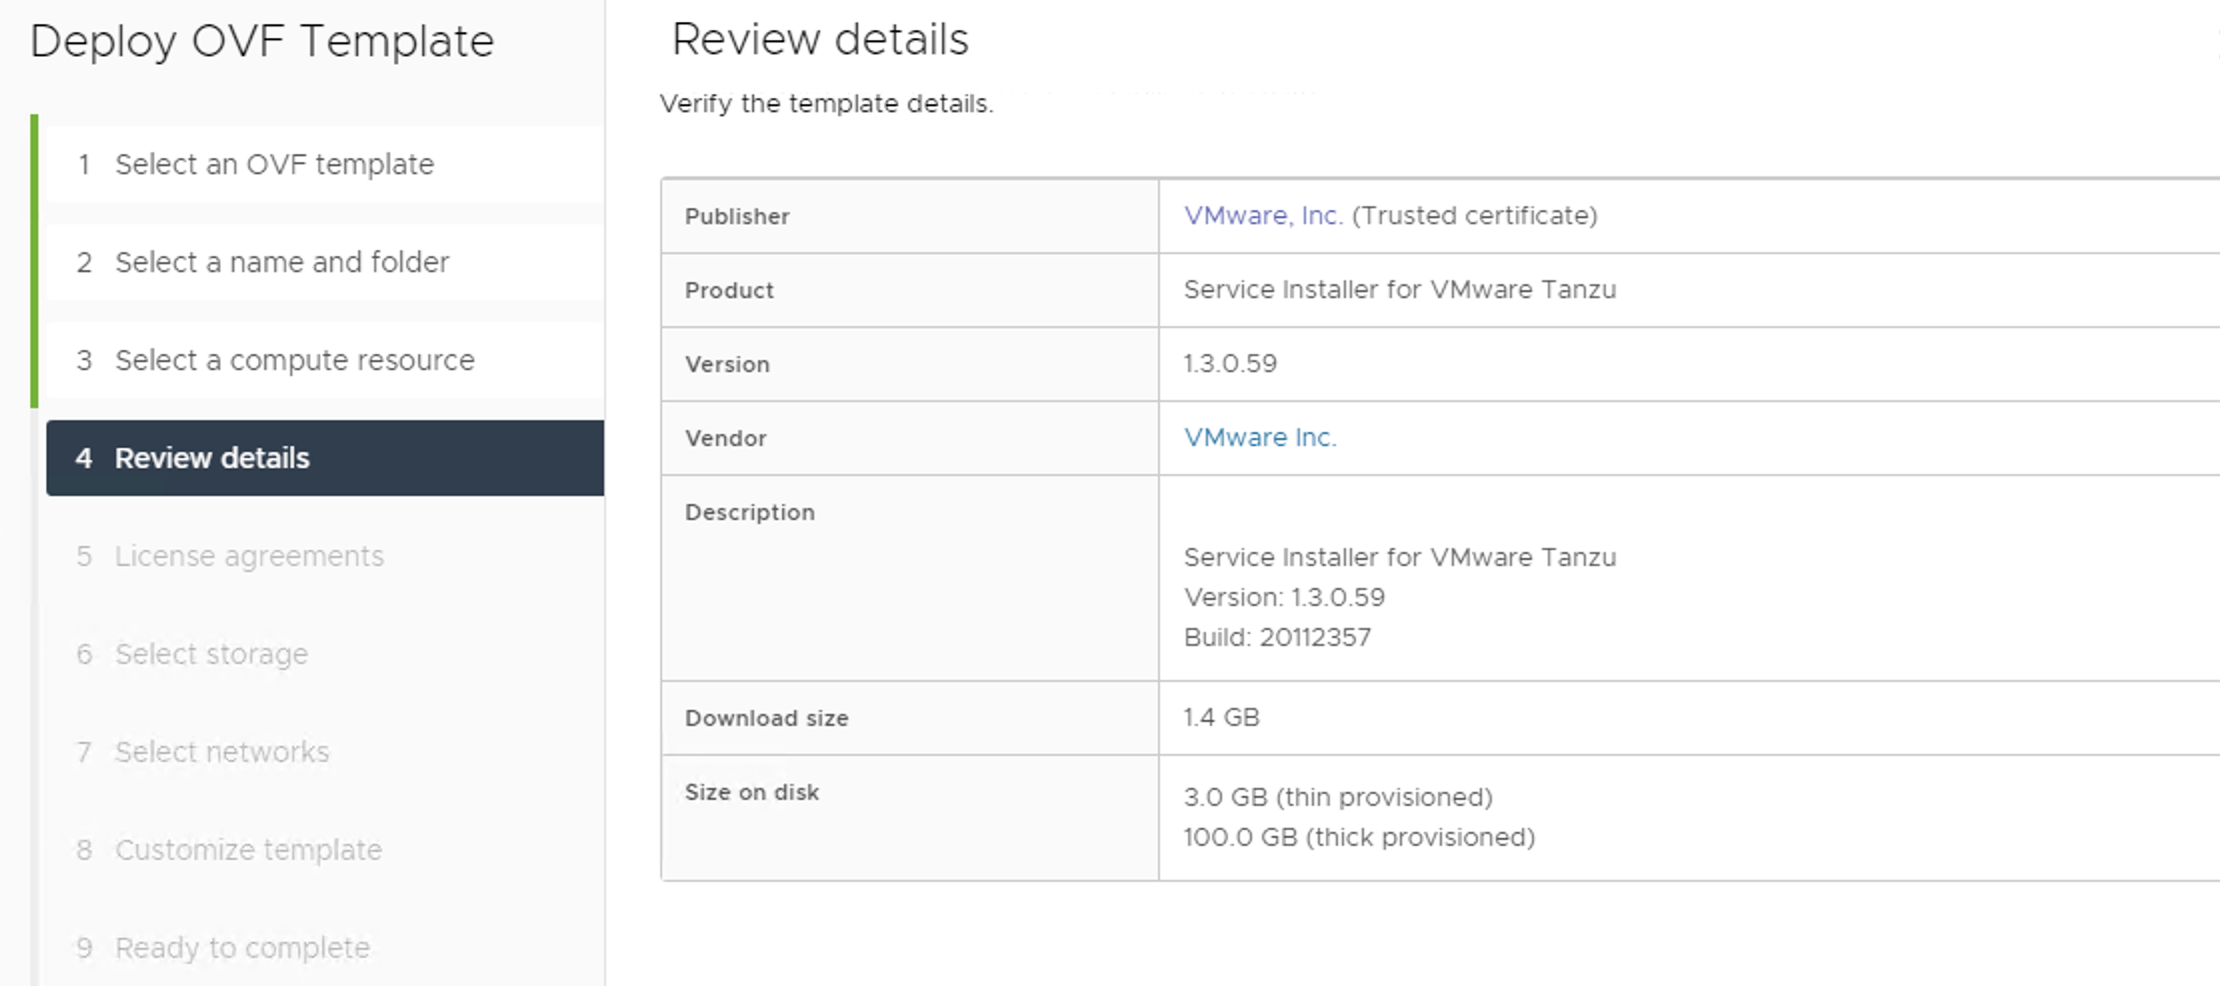 Deploy OVF Template
1 Select an OVF template
2 Select a name and folder
3 Select a compute resource
4 Review details
5 License agreements
6 Select storage
7 Select networks
8 Customize template
9 Ready to complete
Review details
Verify the template details.
Publisher VMware, Inc. (Trusted certificate)
Product Service Installer for VMware Tanzu
Version 1.3.0.59
Vendor VMware Inc.
Description
Service Installer for VMware Tanzu
Version: 1.3.0.59
Build: 20112357
Download size 1.4 GB
Size on disk 3.0 GB (thin provisioned)
100.0 GB (thick provisioned)